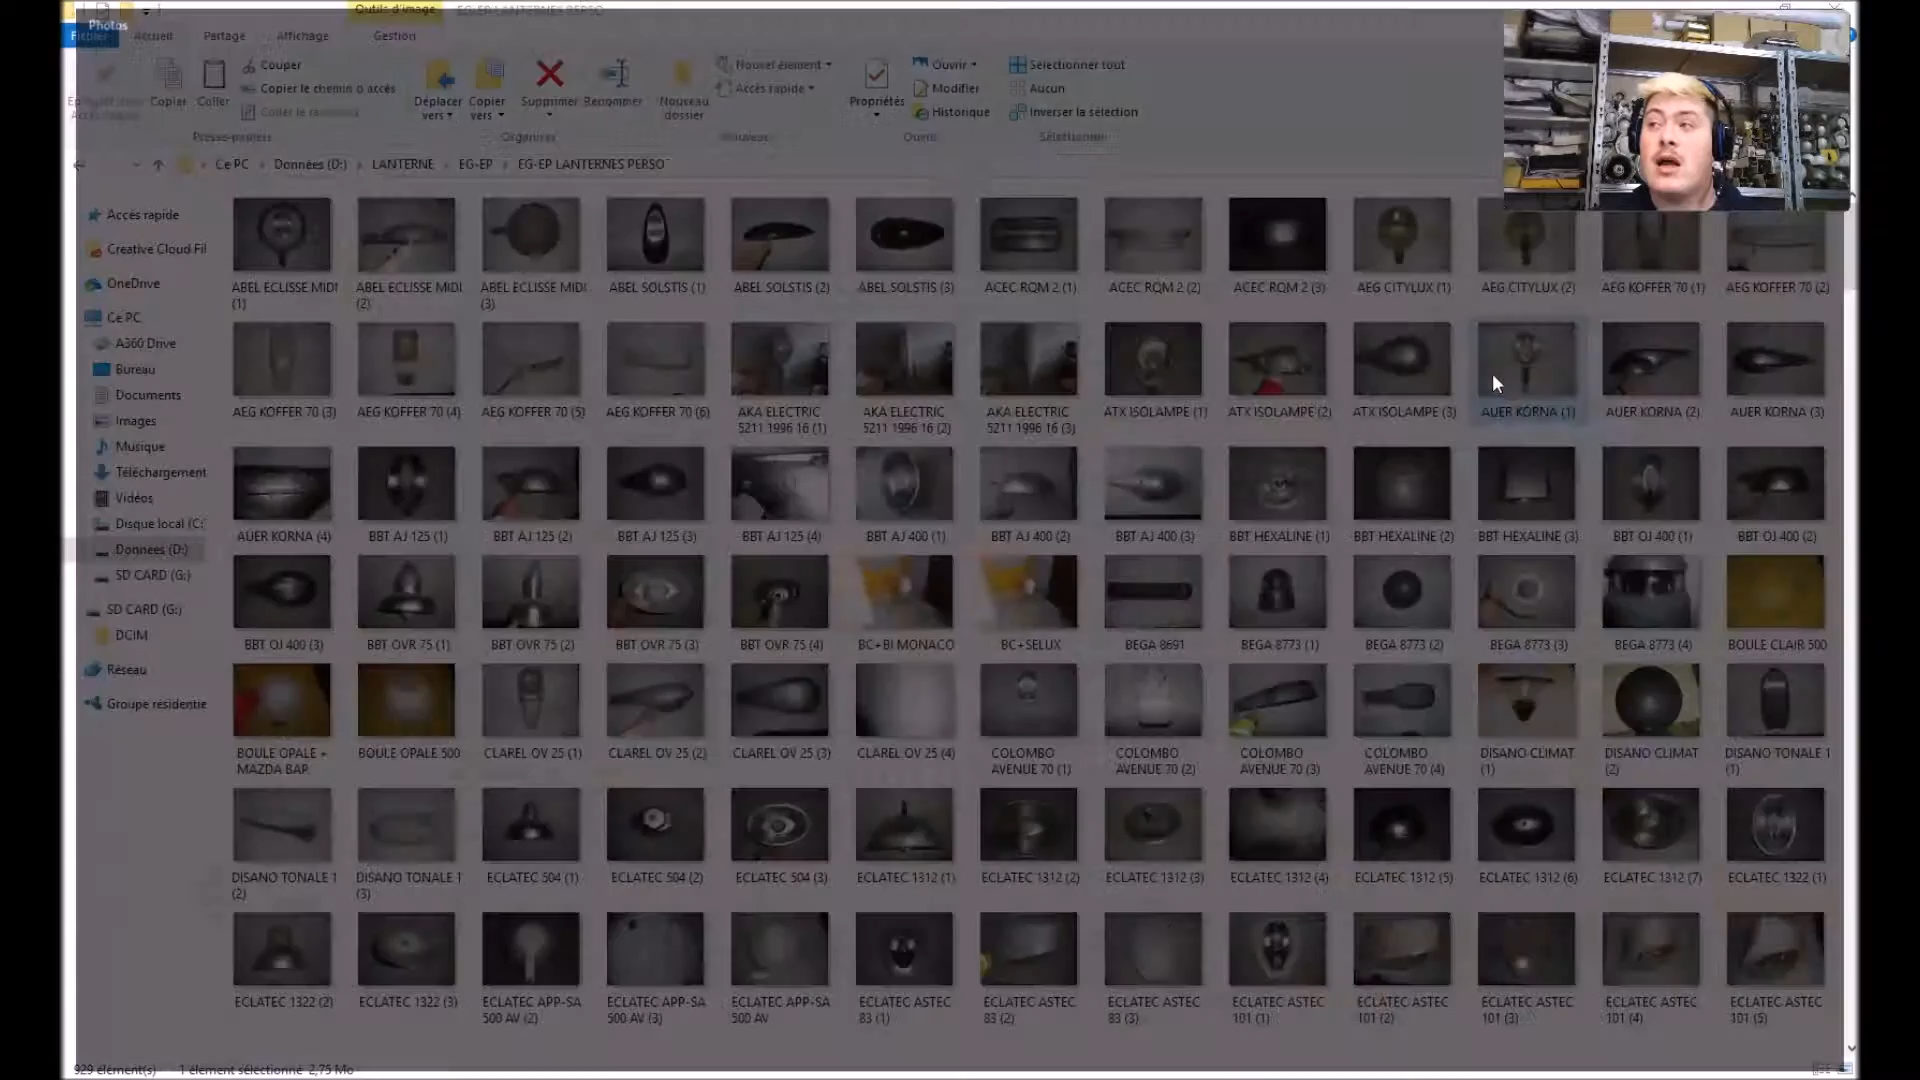 Outils d'image
EG-EP LANTERNES PERSO
Photos
Fichier Accueil Partage Affichage Gestion
Couper
Copier le chemin d'accès
Copier Coller
Presse-papiers
Déplacer vers
Copier vers
Supprimer Renommer
Organiser
Nouveau dossier
Nouvel élément
Accès rapide
Nouveau
Propriétés
Ouvrir
Modifier
Historique
Ouvrir
Sélectionner tout
Aucun
Inverser la sélection
Sélectionner
Ce PC Données (D:) LANTERNE EG-EP EG-EP LANTERNES PERSO
Accès rapide
Creative Cloud Fil
OneDrive
Ce PC
A360 Drive
Bureau
Documents
Images
Musique
Téléchargement
Vidéos
Disque local (C:
Données (D:)
SD CARD (G:)
SD CARD (G:)
DCIM
Réseau
Groupe résidentie
ABEL ECLISSE MIDI (1)
ABEL ECLISSE MIDI (2)
ABEL ECLISSE MIDI (3)
ABEL SOLSTIS (1)
ABEL SOLSTIS (2)
ABEL SOLSTIS (3)
ACEC RQM 2 (1)
ACEC RQM 2 (2)
ACEC RQM 2 (3)
AEG CITYLUX (1)
AEG CITYLUX (2)
AEG KOFFER 70 (1)
AEG KOFFER 70 (2)
AEG KOFFER 70 (3)
AEG KOFFER 70 (4)
AEG KOFFER 70 (5)
AEG KOFFER 70 (6)
AKA ELECTRIC 5211 1996 16 (1)
AKA ELECTRIC 5211 1996 16 (2)
AKA ELECTRIC 5211 1996 16 (3)
ATX ISOLAMPE (1)
ATX ISOLAMPE (2)
ATX ISOLAMPE (3)
AUER KORNA (1)
AUER KORNA (2)
AUER KORNA (3)
AUER KORNA (4)
BBT AJ 125 (1)
BBT AJ 125 (2)
BBT AJ 125 (3)
BBT AJ 125 (4)
BBT AJ 400 (1)
BBT AJ 400 (2)
BBT AJ 400 (3)
BBT HEXALINE (1)
BBT HEXALINE (2)
BBT HEXALINE (3)
BBT OJ 400 (1)
BBT OJ 400 (2)
BBT OJ 400 (3)
BBT OVR 75 (1)
BBT OVR 75 (2)
BBT OVR 75 (3)
BBT OVR 75 (4)
BC+BI MONACO
BC+SELUX
BEGA 8691
BEGA 8773 (1)
BEGA 8773 (2)
BEGA 8773 (3)
BEGA 8773 (4)
BOULE CLAIR 500
BOULE OPALE + MAZDA BAP.
BOULE OPALE 500
CLAREL OV 25 (1)
CLAREL OV 25 (2)
CLAREL OV 25 (3)
CLAREL OV 25 (4)
COLOMBO AVENUE 70 (1)
COLOMBO AVENUE 70 (2)
COLOMBO AVENUE 70 (3)
COLOMBO AVENUE 70 (4)
DISANO CLIMAT (1)
DISANO CLIMAT (2)
DISANO TONALE 1 (1)
DISANO TONALE 1 (2)
DISANO TONALE 1 (3)
ECLATEC 504 (1)
ECLATEC 504 (2)
ECLATEC 504 (3)
ECLATEC 1312 (1)
ECLATEC 1312 (2)
ECLATEC 1312 (3)
ECLATEC 1312 (4)
ECLATEC 1312 (5)
ECLATEC 1312 (6)
ECLATEC 1312 (7)
ECLATEC 1322 (1)
ECLATEC 1322 (2)
ECLATEC 1322 (3)
ECLATEC APP-SA 500 AV (2)
ECLATEC APP-SA 500 AV (3)
ECLATEC APP-SA 500 AV
ECLATEC ASTEC 83 (1)
ECLATEC ASTEC 83 (2)
ECLATEC ASTEC 83 (3)
ECLATEC ASTEC 101 (1)
ECLATEC ASTEC 101 (2)
ECLATEC ASTEC 101 (3)
ECLATEC ASTEC 101 (4)
ECLATEC ASTEC 101 (5)
929 élément(s) 1 élément sélectionné 2,75 Mo